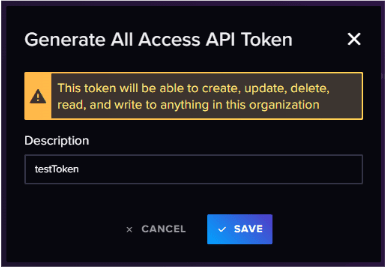 Generate All Access API Token
This token will be able to create, update, delete,
read, and write to anything in this organization
Description
testToken
CANCEL
SAVE